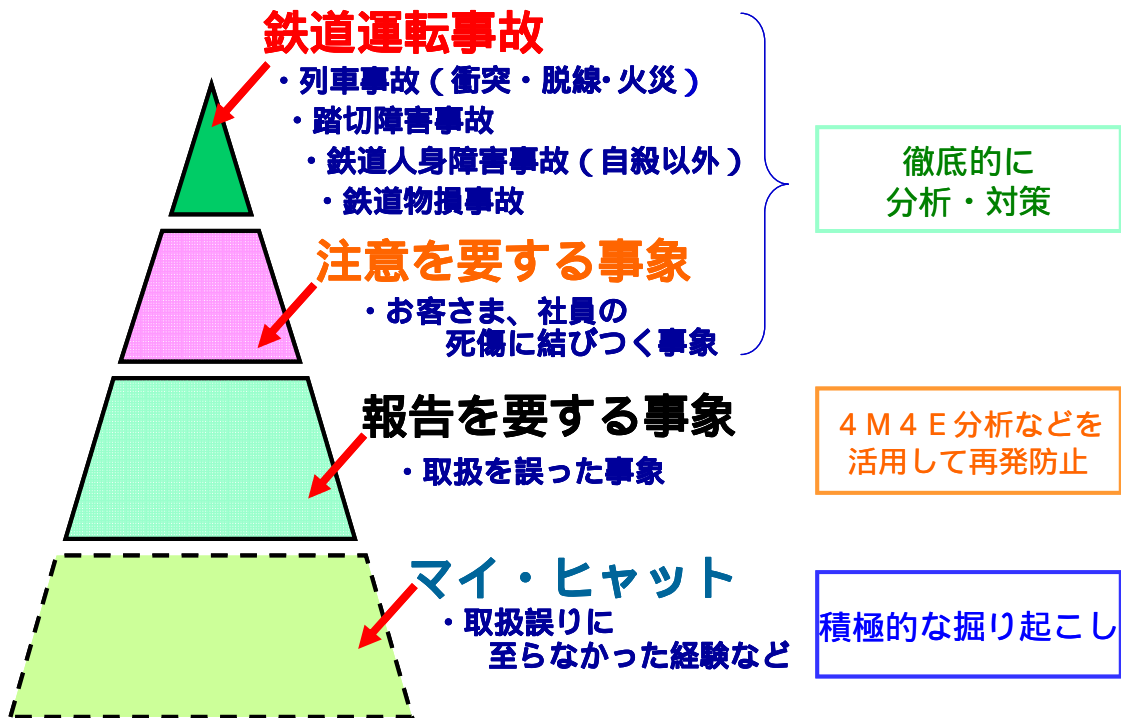 鉄道運転事故
・列車事故（衝突・脱線・火災）
・踏切障害事故
・鉄道人身障害事故（自殺以外）
・鉄道物損事故
徹底的に
分析・対策
注意を要する事象
・お客さま、社員の
死傷に結びつく事象
報告を要する事象
・取扱を誤った事象
４Ｍ４Ｅ分析などを
活用して再発防止
マイ・ヒャット
・取扱誤りに
至らなかった経験など
積極的な掘り起こし